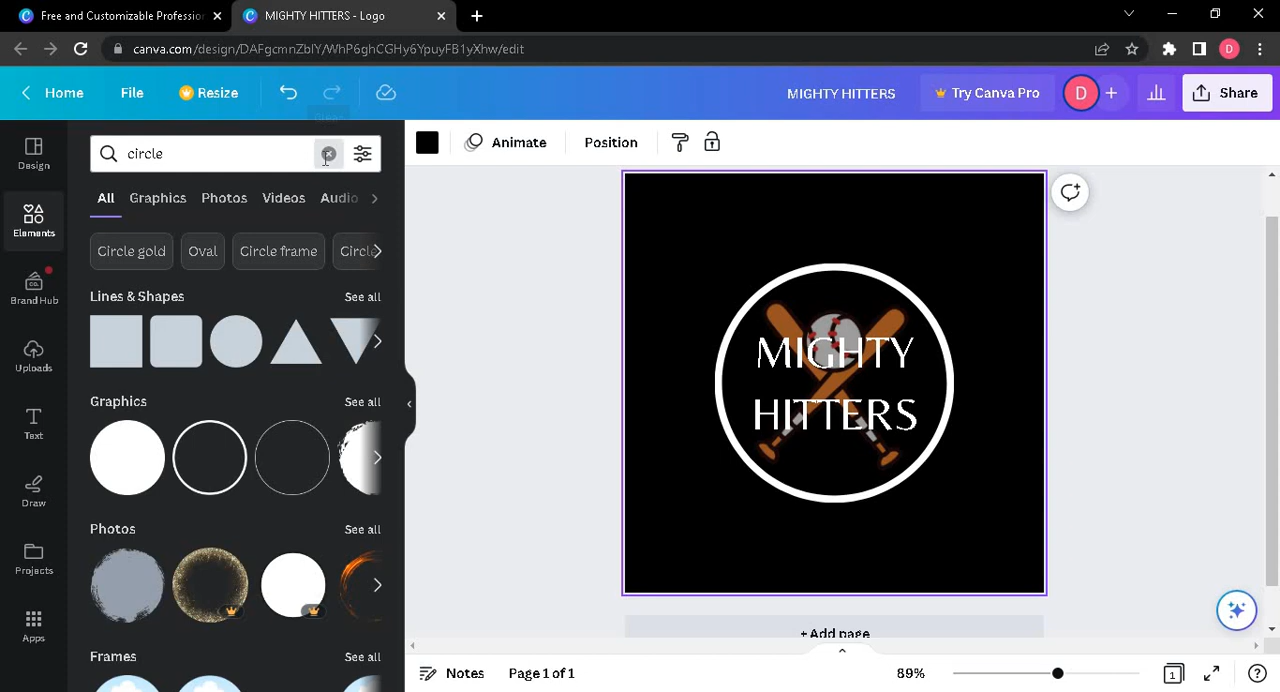 Free and Customizable Professio
MIGHTY HITTERS - Logo
canva.com/design/DAFgcmnZblY/WhP6ghCGHy6YpuyFB1yXhw/edit
D
Home
File
Resize
MIGHTY HITTERS
Try Canva Pro
D
Share
Design
Elements
Brand Hub
Uploads
Text
Draw
Projects
Apps
circle
All
Graphics
Photos
Videos
Audio
Circle gold
Oval
Circle frame
Circle
Lines & Shapes
See all
Graphics
See all
Photos
See all
Frames
See all
Animate
Position
MIGHTY
HITTERS
+ Add page
Notes
Page 1 of 1
89%
1